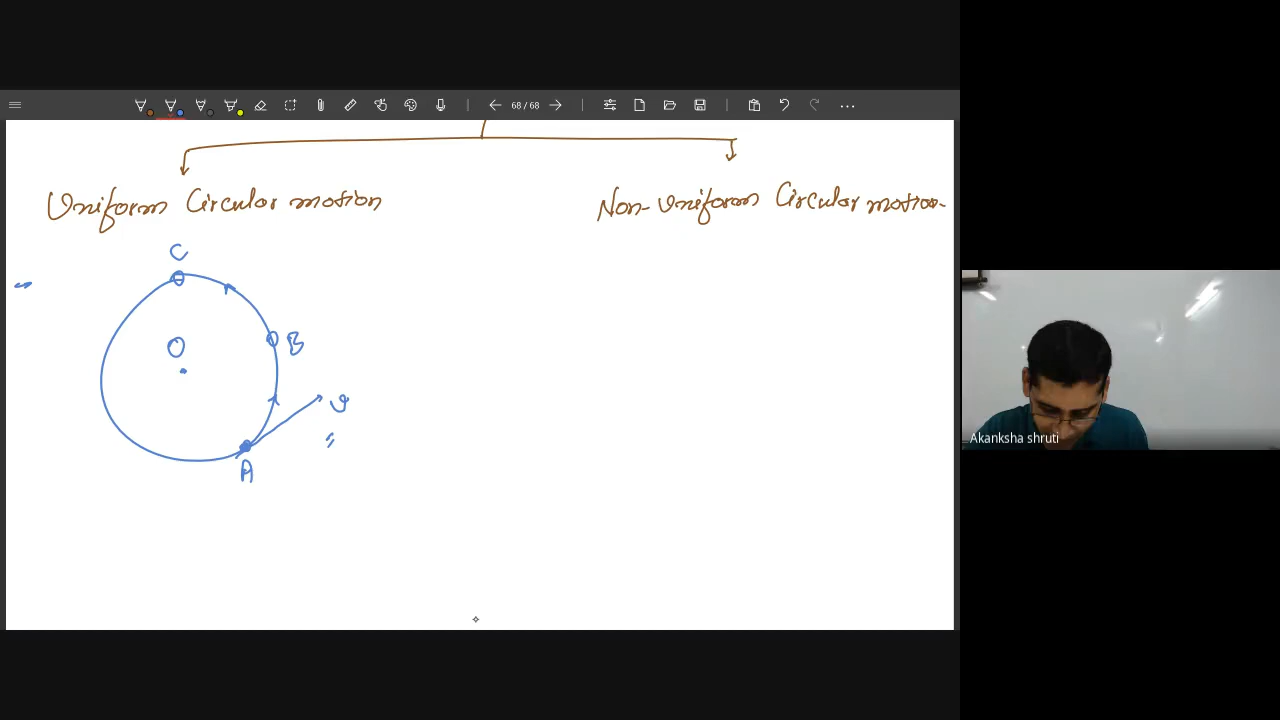 68 / 68
Uniform Circular motion
Non-Uniform Circular motion-
C
O
B
v
A
Akanksha shruti